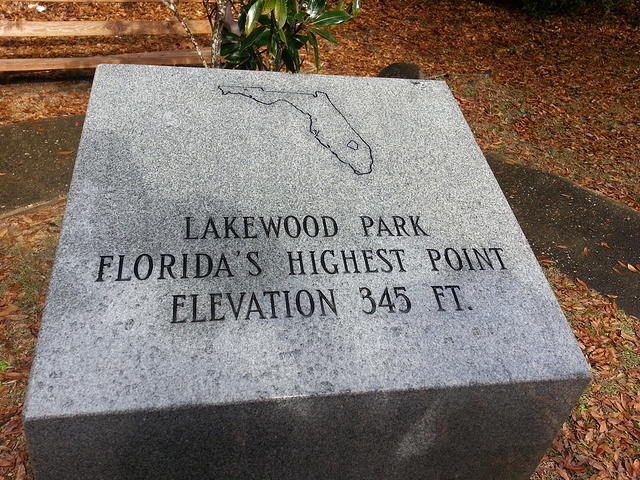 LAKEWOOD PARK
FLORIDA'S HIGHEST POINT
ELEVATION 345 FT.